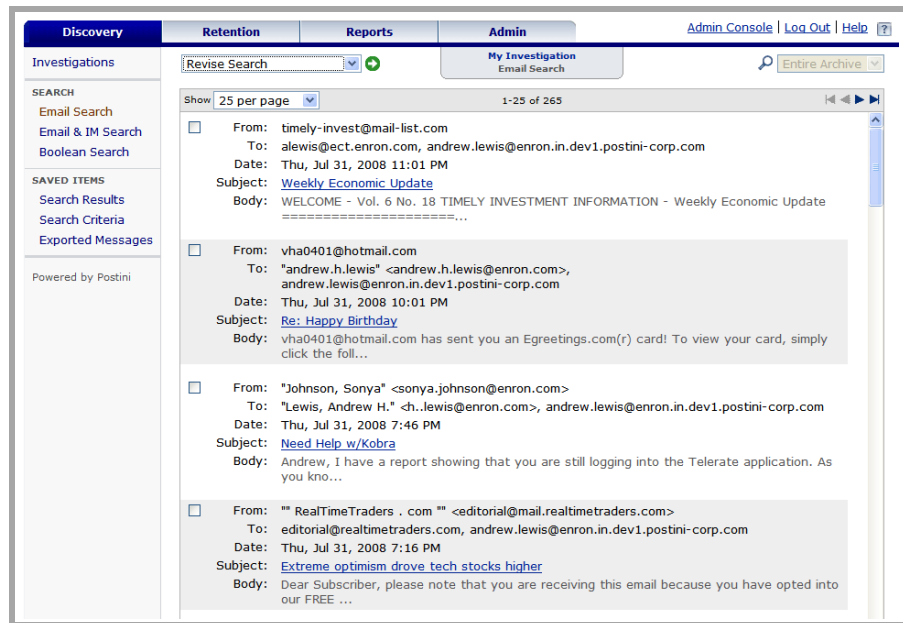 Discovery Retention Reports Admin Admin Console | Log Out | Help ?
Investigations
SEARCH
Email Search
Email & IM Search
Boolean Search
SAVED ITEMS
Search Results
Search Criteria
Exported Messages
Powered by Postini
Revise Search
My Investigation
Email Search
Entire Archive
Show 25 per page 1-25 of 265
From: timely-invest@mail-list.com
To: alewis@ect.enron.com, andrew.lewis@enron.in.dev1.postini-corp.com
Date: Thu, Jul 31, 2008 11:01 PM
Subject: Weekly Economic Update
Body: WELCOME - Vol. 6 No. 18 TIMELY INVESTMENT INFORMATION - Weekly Economic Update
=====================...
From: vha0401@hotmail.com
To: "andrew.h.lewis" <andrew.h.lewis@enron.com>,
andrew.lewis@enron.in.dev1.postini-corp.com
Date: Thu, Jul 31, 2008 10:01 PM
Subject: Re: Happy Birthday
Body: vha0401@hotmail.com has sent you an Egreetings.com(r) card! To view your card, simply
click the foll...
From: "Johnson, Sonya" <sonya.johnson@enron.com>
To: "Lewis, Andrew H." <h..lewis@enron.com>, andrew.lewis@enron.in.dev1.postini-corp.com
Date: Thu, Jul 31, 2008 7:46 PM
Subject: Need Help w/Kobra
Body: Andrew, I have a report showing that you are still logging into the Telerate application. As
you kno...
From: "" RealTimeTraders . com "" <editorial@mail.realtimetraders.com>
To: editorial@realtimetraders.com, andrew.lewis@enron.in.dev1.postini-corp.com
Date: Thu, Jul 31, 2008 7:16 PM
Subject: Extreme optimism drove tech stocks higher
Body: Dear Subscriber, please note that you are receiving this email because you have opted into
our FREE ...